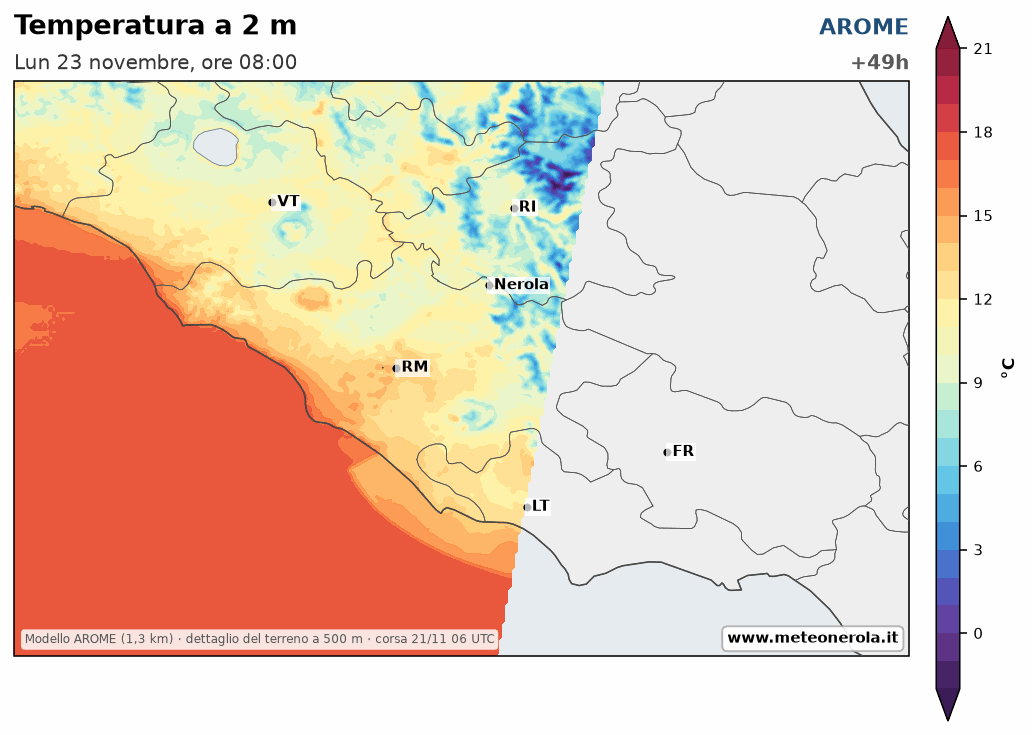 Temperatura a 2 m
AROME
Lun 23 novembre, ore 08:00
+49h
VT
RI
Nerola
RM
FR
LT
21
18
15
12
9
6
3
0
°C
Modello AROME (1,3 km) · dettaglio del terreno a 500 m · corsa 21/11 06 UTC
www.meteonerola.it